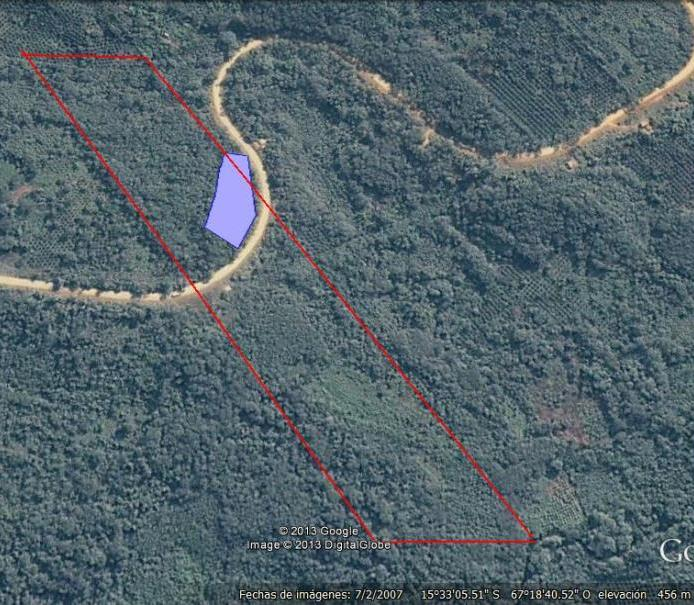 © 2013 Google
Image © 2013 DigitalGlobe
Go
Fechas de imágenes: 7/2/2007 15°33'05.51" S 67°18'40.52" O elevación 456 m